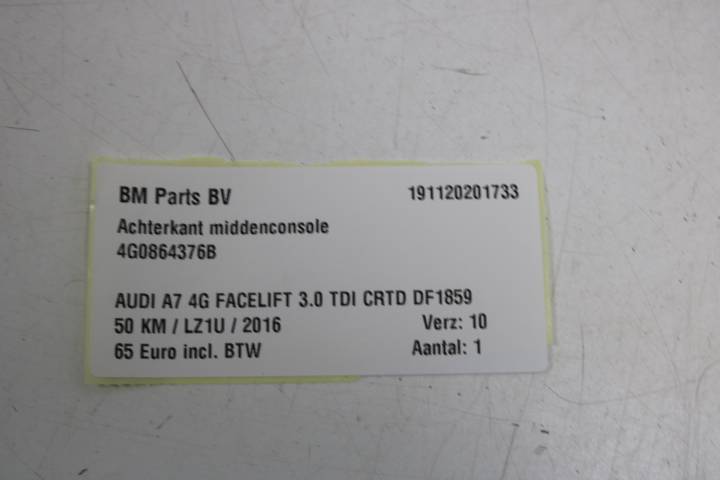 BM Parts BV 191120201733
Achterkant middenconsole
4G0864376B
AUDI A7 4G FACELIFT 3.0 TDI CRTD DF1859
50 KM / LZ1U / 2016 Verz: 10
65 Euro incl. BTW Aantal: 1